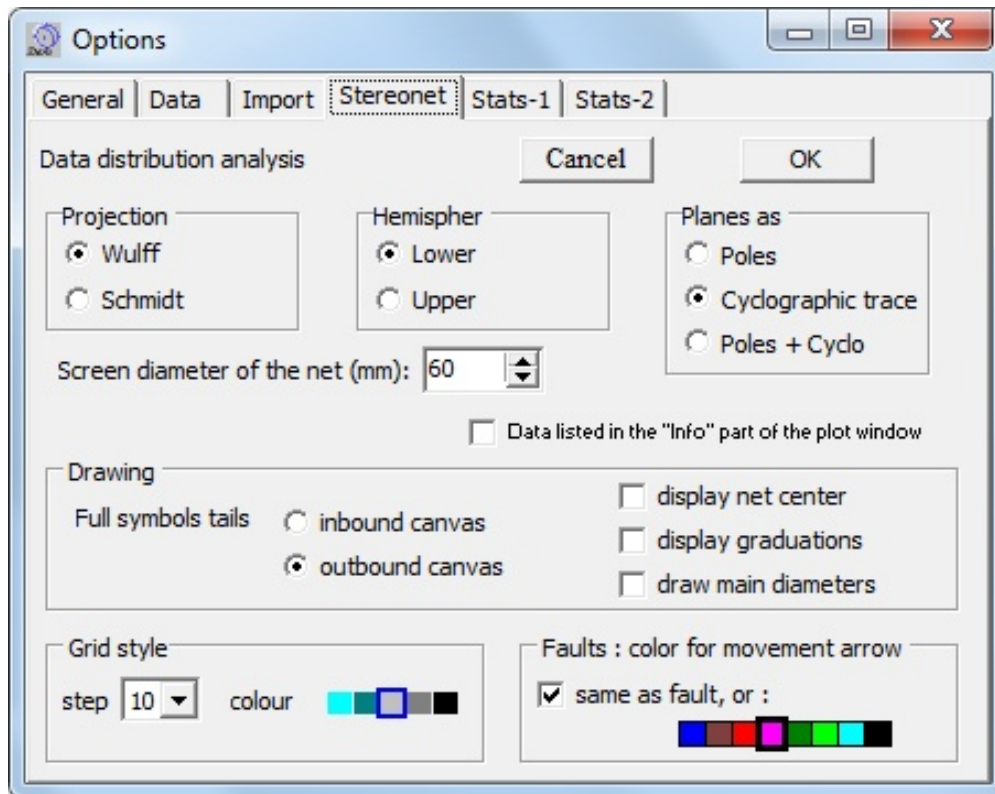 Options
General Data Import Stereonet Stats-1 Stats-2
Data distribution analysis Cancel OK
Projection
Wulff
Schmidt
Hemispher
Lower
Upper
Planes as
Poles
Cyclographic trace
Poles + Cyclo
Screen diameter of the net (mm): 60
Data listed in the "Info" part of the plot window
Drawing
Full symbols tails
inbound canvas
outbound canvas
display net center
display graduations
draw main diameters
Grid style
step 10 colour
Faults : color for movement arrow
same as fault, or :